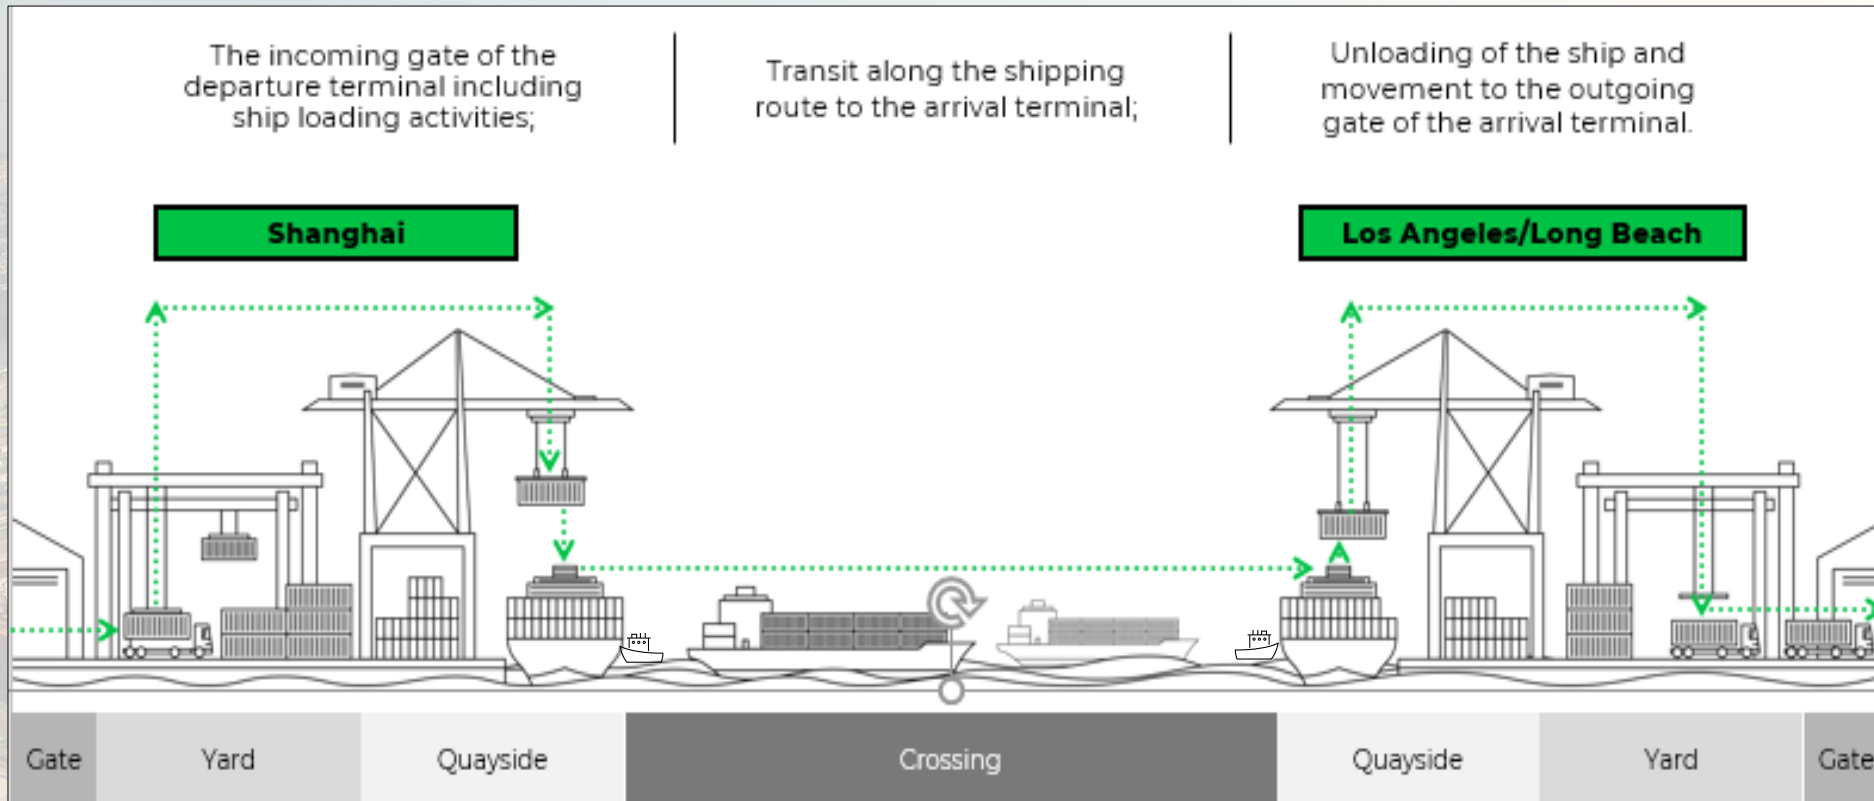 The incoming gate of the
departure terminal including
ship loading activities;
Transit along the shipping
route to the arrival terminal;
Unloading of the ship and
movement to the outgoing
gate of the arrival terminal.
Shanghai
Los Angeles/Long Beach
Gate
Yard
Quayside
Crossing
Quayside
Yard
Gate